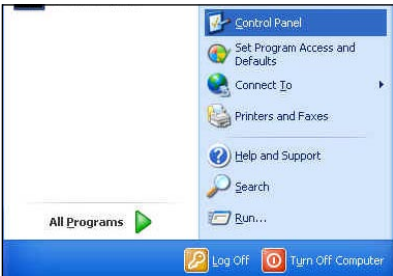 Control Panel
Set Program Access and
Defaults
Connect To
Printers and Faxes
Help and Support
Search
Run...
All Programs
Log Off
Turn Off Computer